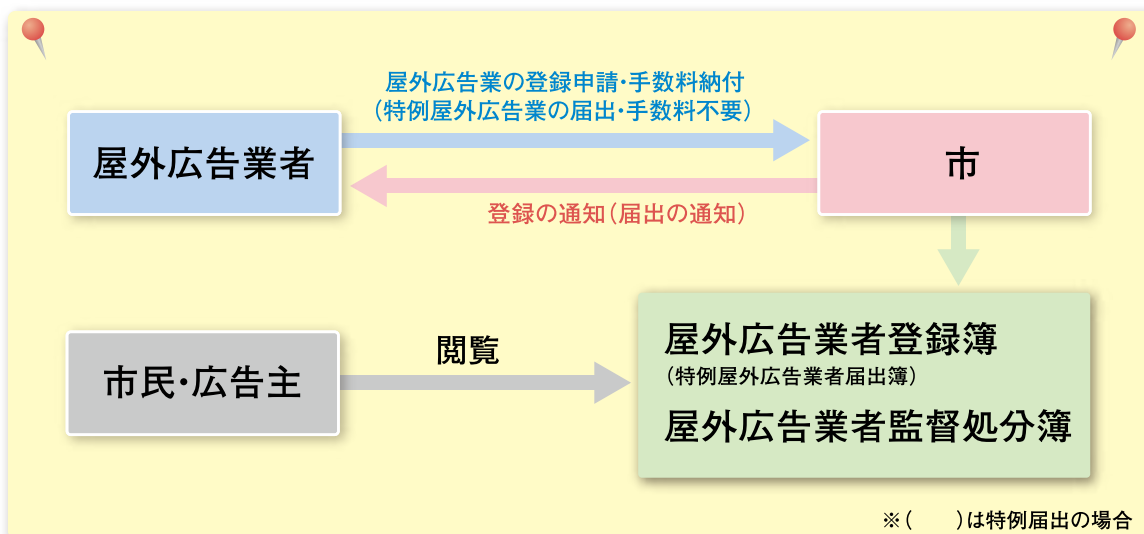 屋外広告業の登録申請・手数料納付
(特例屋外広告業の届出・手数料不要)
屋外広告業者
市
登録の通知(届出の通知)
市民・広告主
閲覧
屋外広告業者登録簿
(特例屋外広告業者届出簿)
屋外広告業者監督処分簿
※(　　)は特例届出の場合